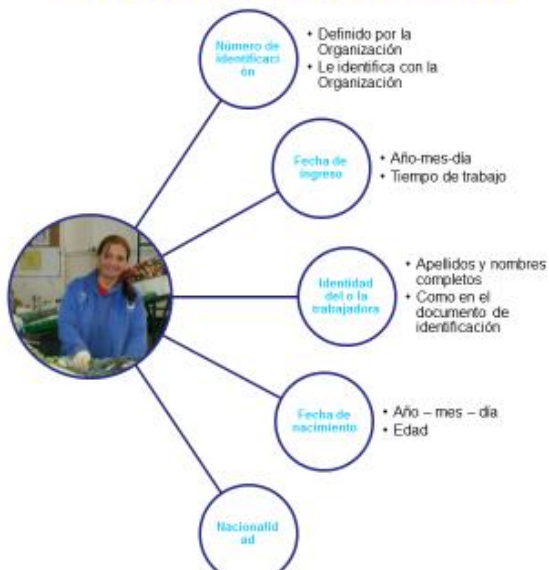 Número de
identificaci
ón
• Definido por la
Organización
• Le identifica con la
Organización
Fecha de
ingreso
• Año-mes-día
• Tiempo de trabajo
Identidad
del o la
trabajadora
• Apellidos y nombres
completos
• Como en el
documento de
identificación
Fecha de
nacimiento
• Año – mes – día
• Edad
Nacionalid
ad